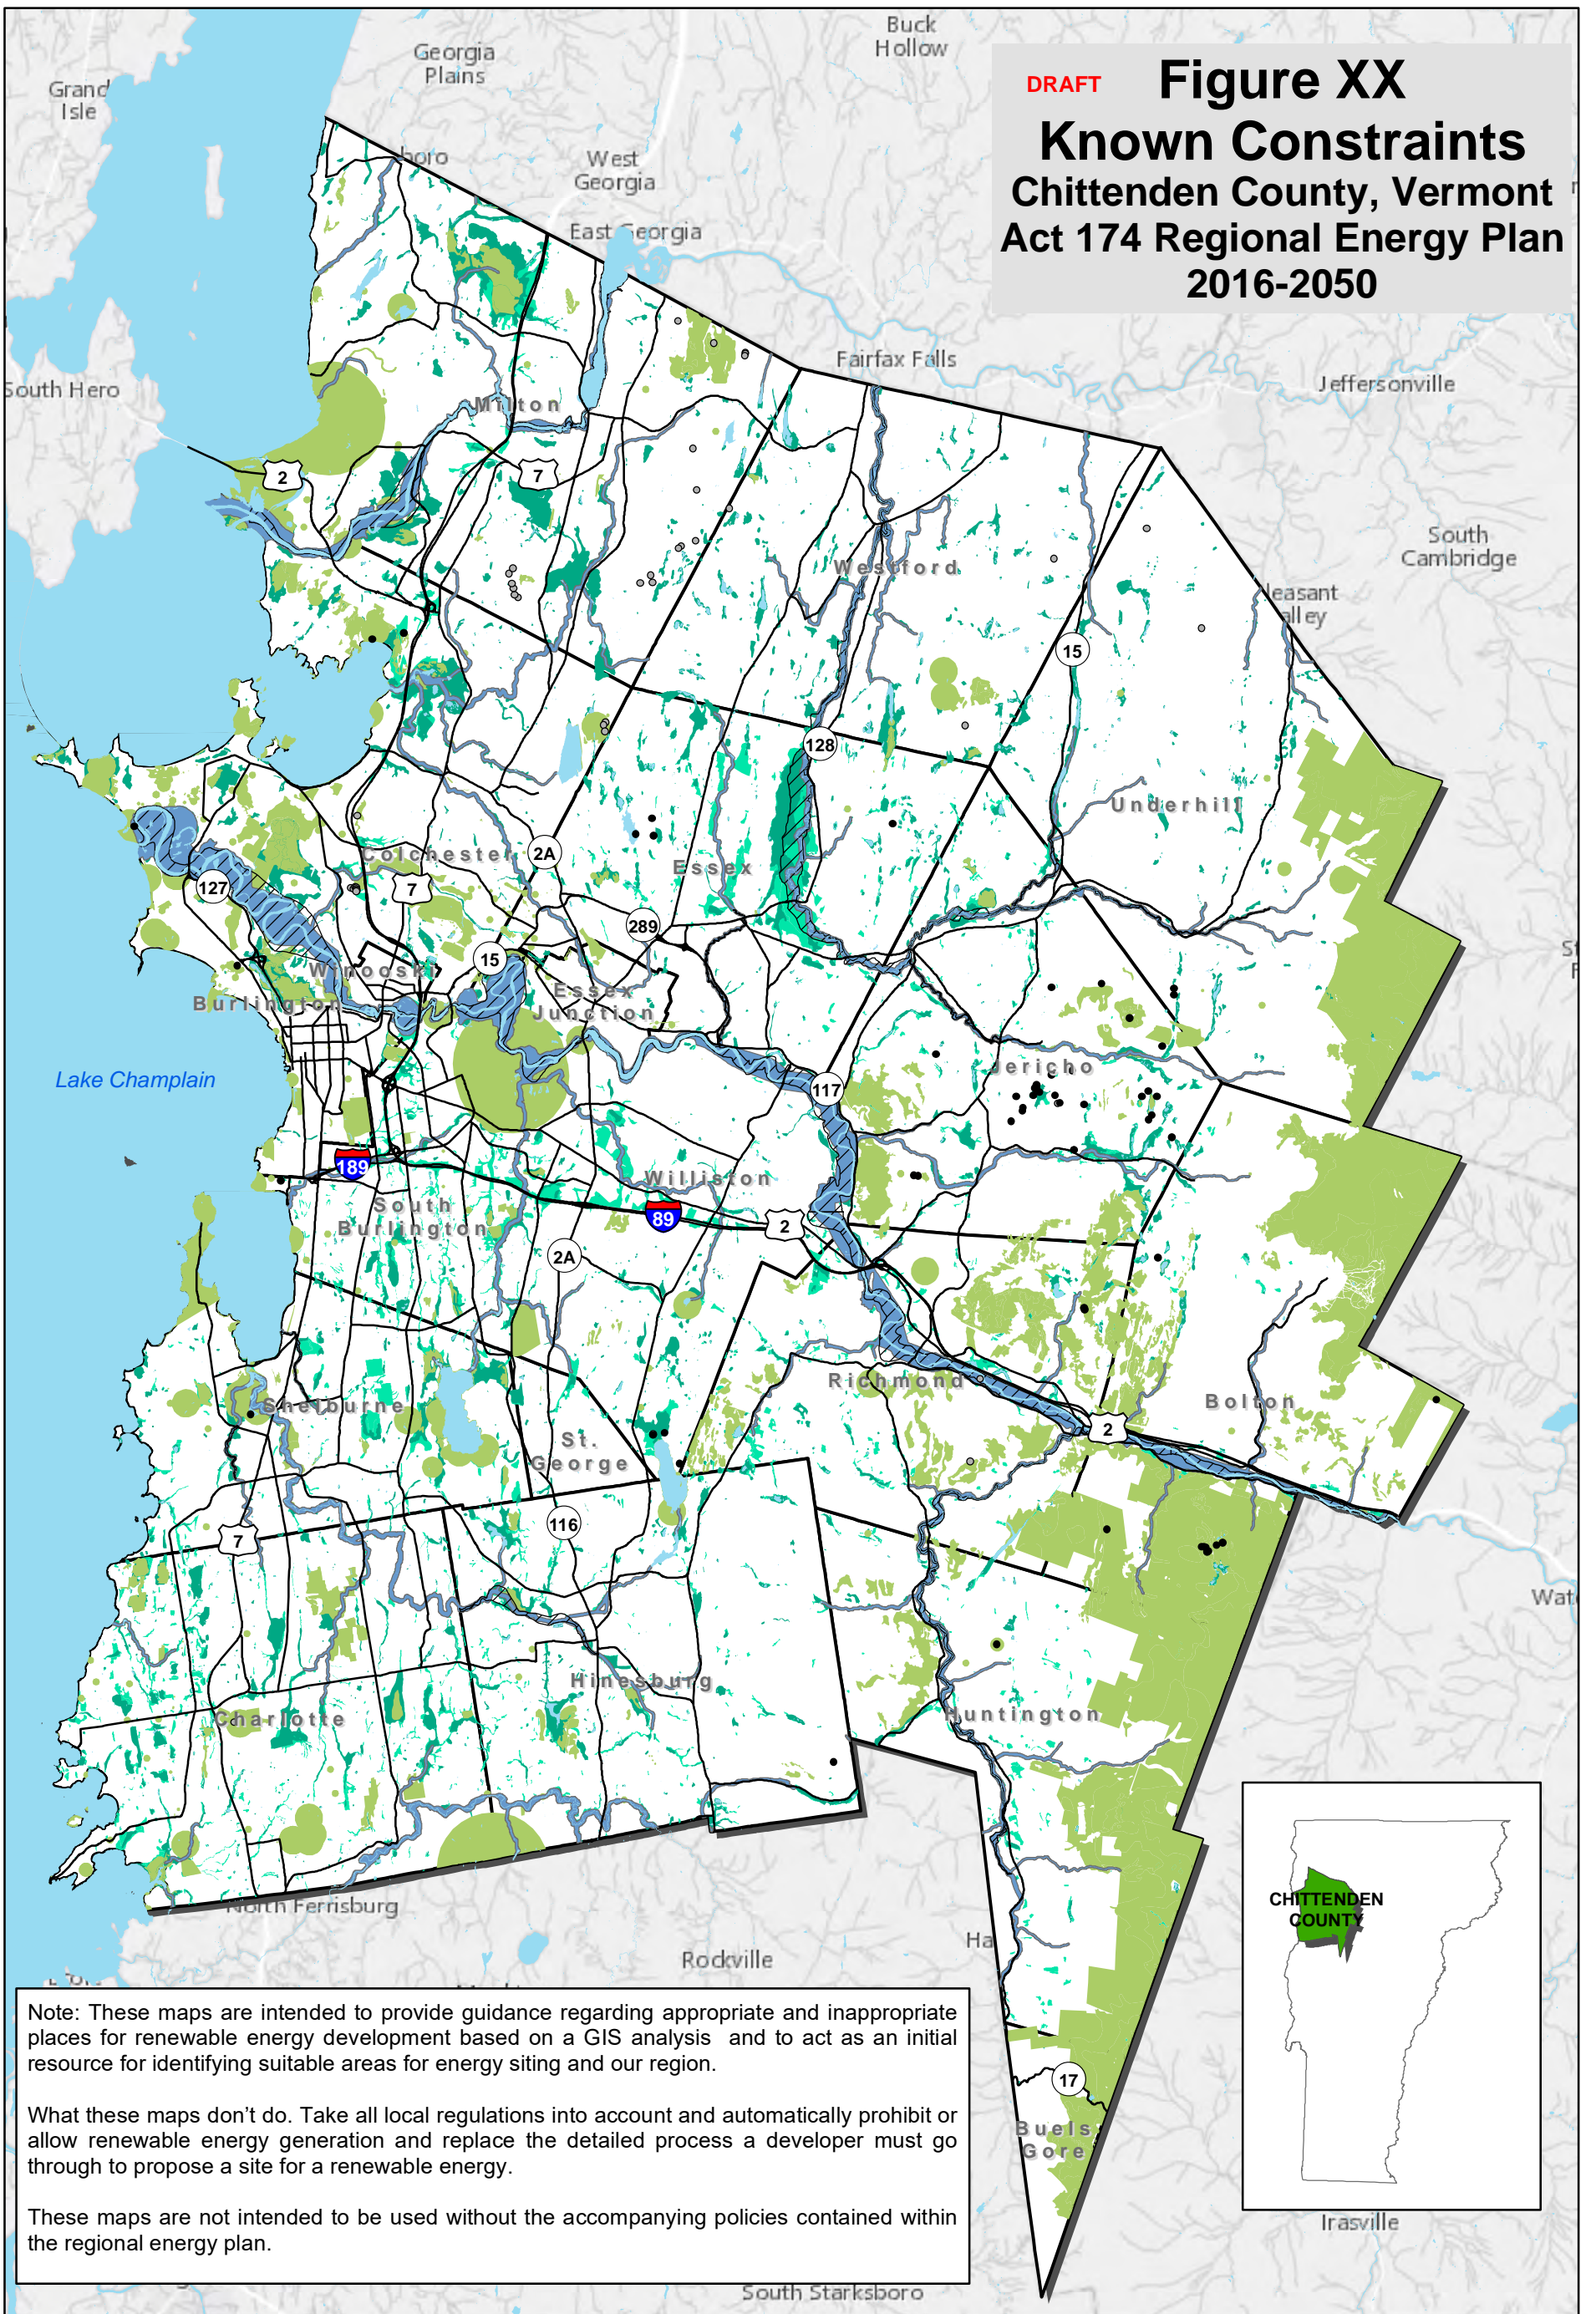 Buck
Hollow
Georgia
Plains
Grand
Isle
DRAFT Figure XX
Known Constraints
Chittenden County, Vermont
Act 174 Regional Energy Plan
2016-2050
boro
West
Georgia
East Georgia
Fairfax Falls
Jeffersonville
South Hero
Milton
2
7
South
Cambridge
Westford
leasant
alley
15
128
Underhill
Colchester
2A
Essex
127
7
289
15
Winooski
Essex
Junction
Burlington
Lake Champlain
Jericho
117
189
Williston
South
Burlington
89
2
2A
Richmond
Shelburne
Bolton
2
St.
George
116
7
Wat
Hinesburg
Charlotte
Huntington
CHITTENDEN
COUNTY
North Ferrisburg
Ha
Rockville
17
Buels
Gore
Note: These maps are intended to provide guidance regarding appropriate and inappropriate
places for renewable energy development based on a GIS analysis and to act as an initial
resource for identifying suitable areas for energy siting and our region.
What these maps don't do. Take all local regulations into account and automatically prohibit or
allow renewable energy generation and replace the detailed process a developer must go
through to propose a site for a renewable energy.
These maps are not intended to be used without the accompanying policies contained within
the regional energy plan.
Irasville
South Starksboro